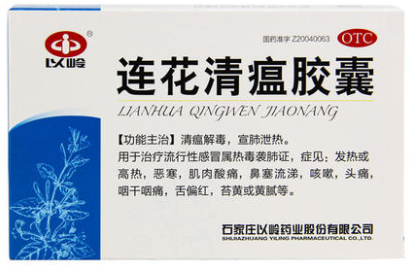 以岭
®
国药准字 Z20040063
OTC
连花清瘟胶囊
LIANHUA QINGWEN JIAONANG
【功能主治】清瘟解毒，宣肺泄热。
用于治疗流行性感冒属热毒袭肺证，症见：发热或
高热，恶寒，肌肉酸痛，鼻塞流涕，咳嗽，头痛，
咽干咽痛，舌偏红，苔黄或黄腻等。
石家庄以岭药业股份有限公司
SHIJIAZHUANG YILING PHARMACEUTICAL CO.,LTD.